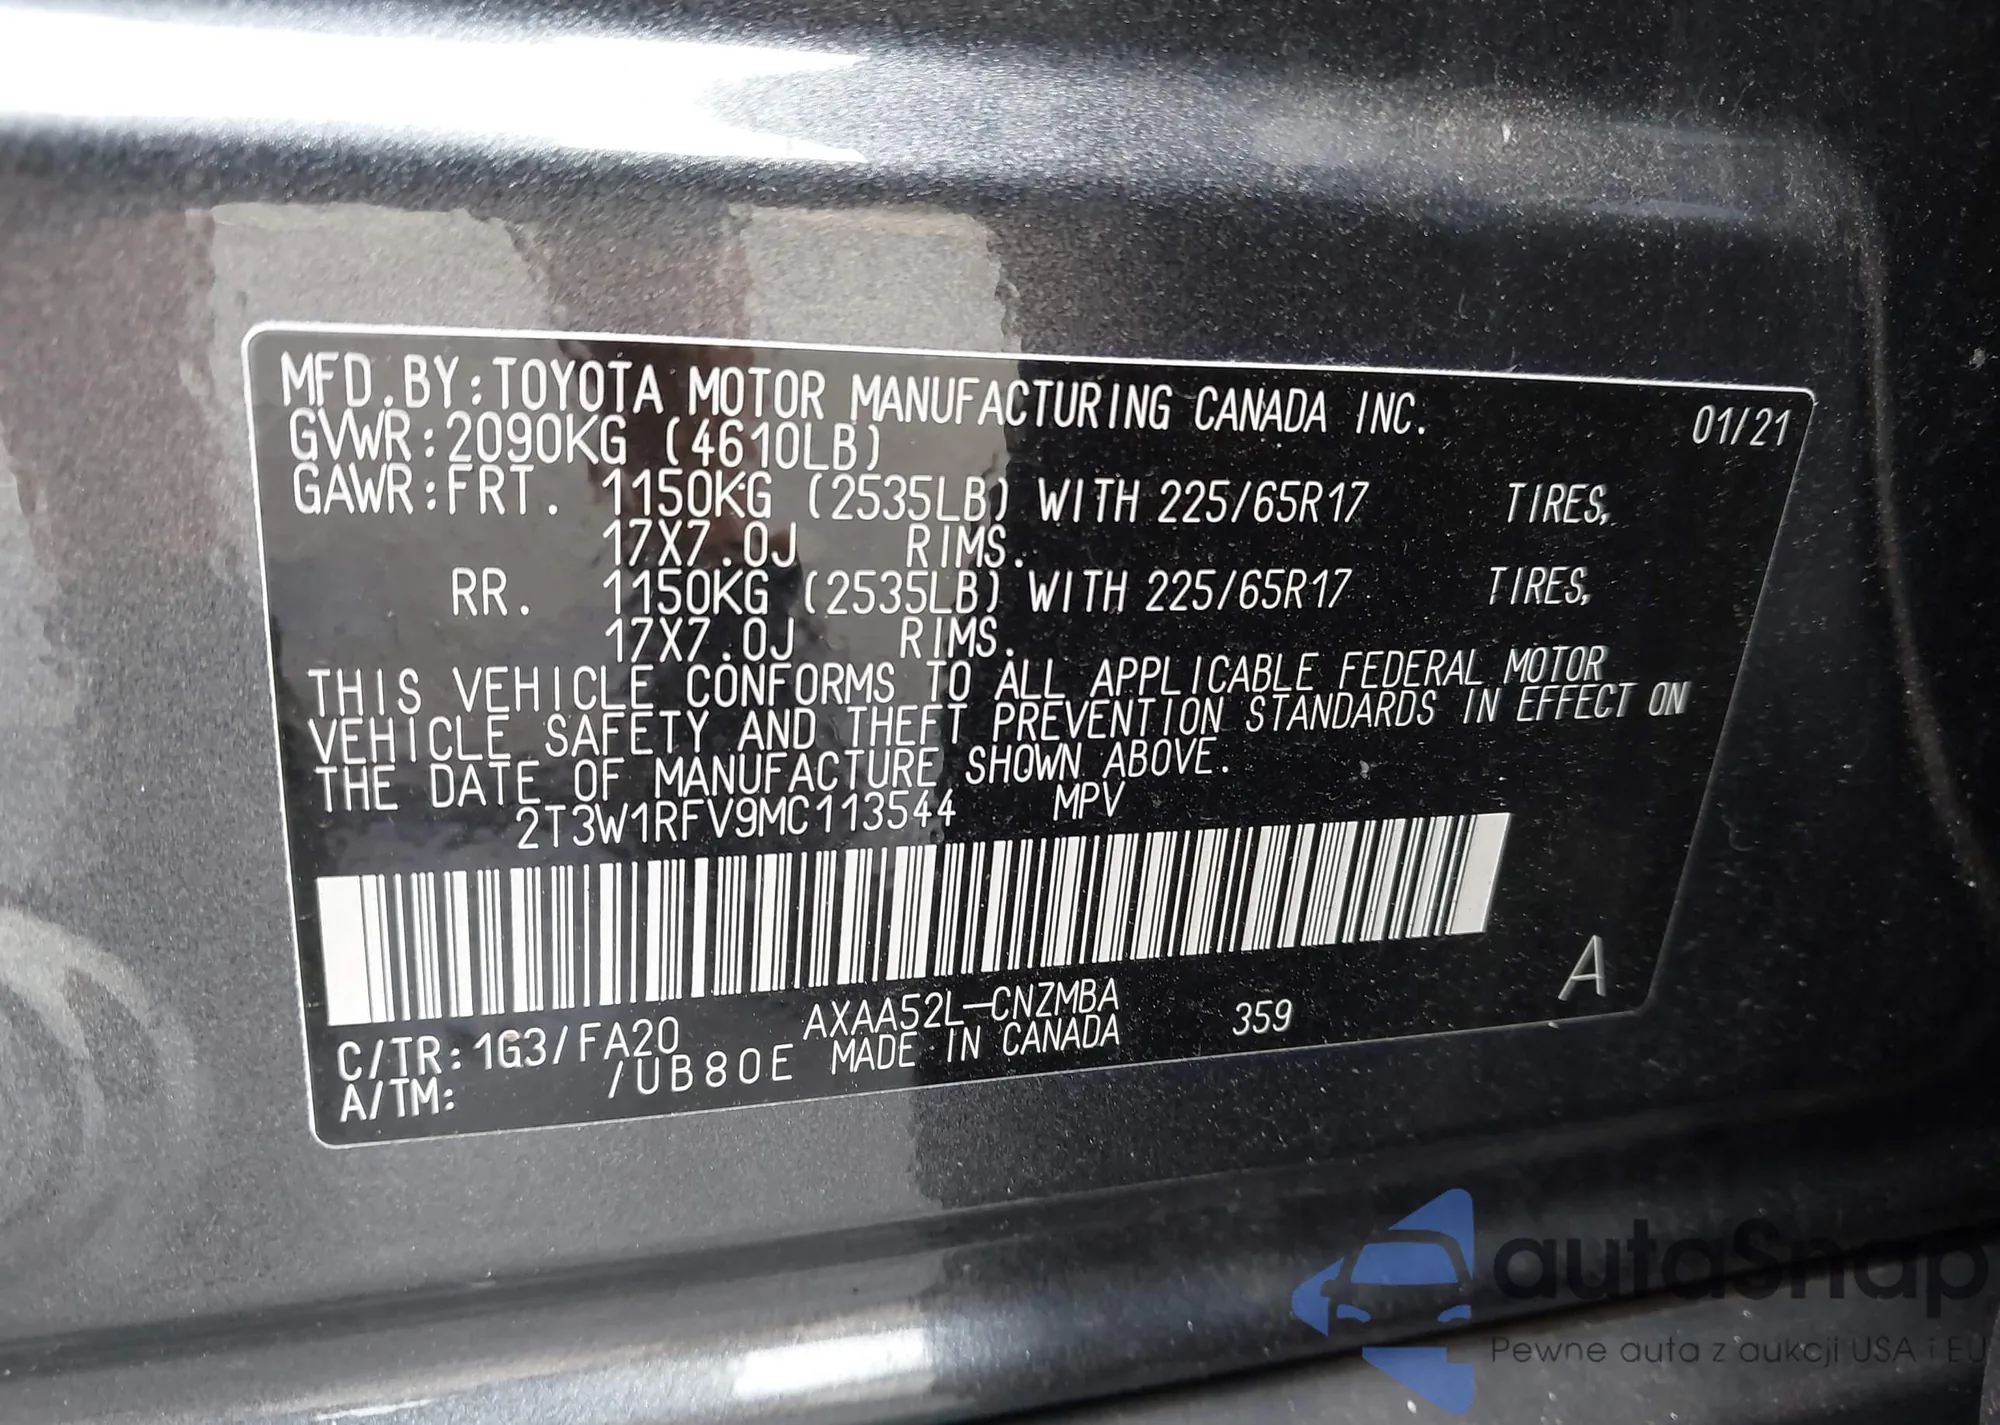 MFD.BY:TOYOTA MOTOR MANUFACTURING CANADA INC. 01/21
GVWR:2090KG (4610LB)
GAWR:FRT. 1150KG (2535LB) WITH 225/65R17 TIRES,
17X7.0J RIMS.
RR. 1150KG (2535LB) WITH 225/65R17 TIRES,
17X7.0J RIMS.
THIS VEHICLE CONFORMS TO ALL APPLICABLE FEDERAL MOTOR
VEHICLE SAFETY AND THEFT PREVENTION STANDARDS IN EFFECT ON
THE DATE OF MANUFACTURE SHOWN ABOVE.
2T3W1RFV9MC113544 MPV
A
C/TR:1G3/FA20 AXAA52L-CNZMBA 359
A/TM: /UB80E MADE IN CANADA
autaSnap
Pewne auta z aukcji USA i EU